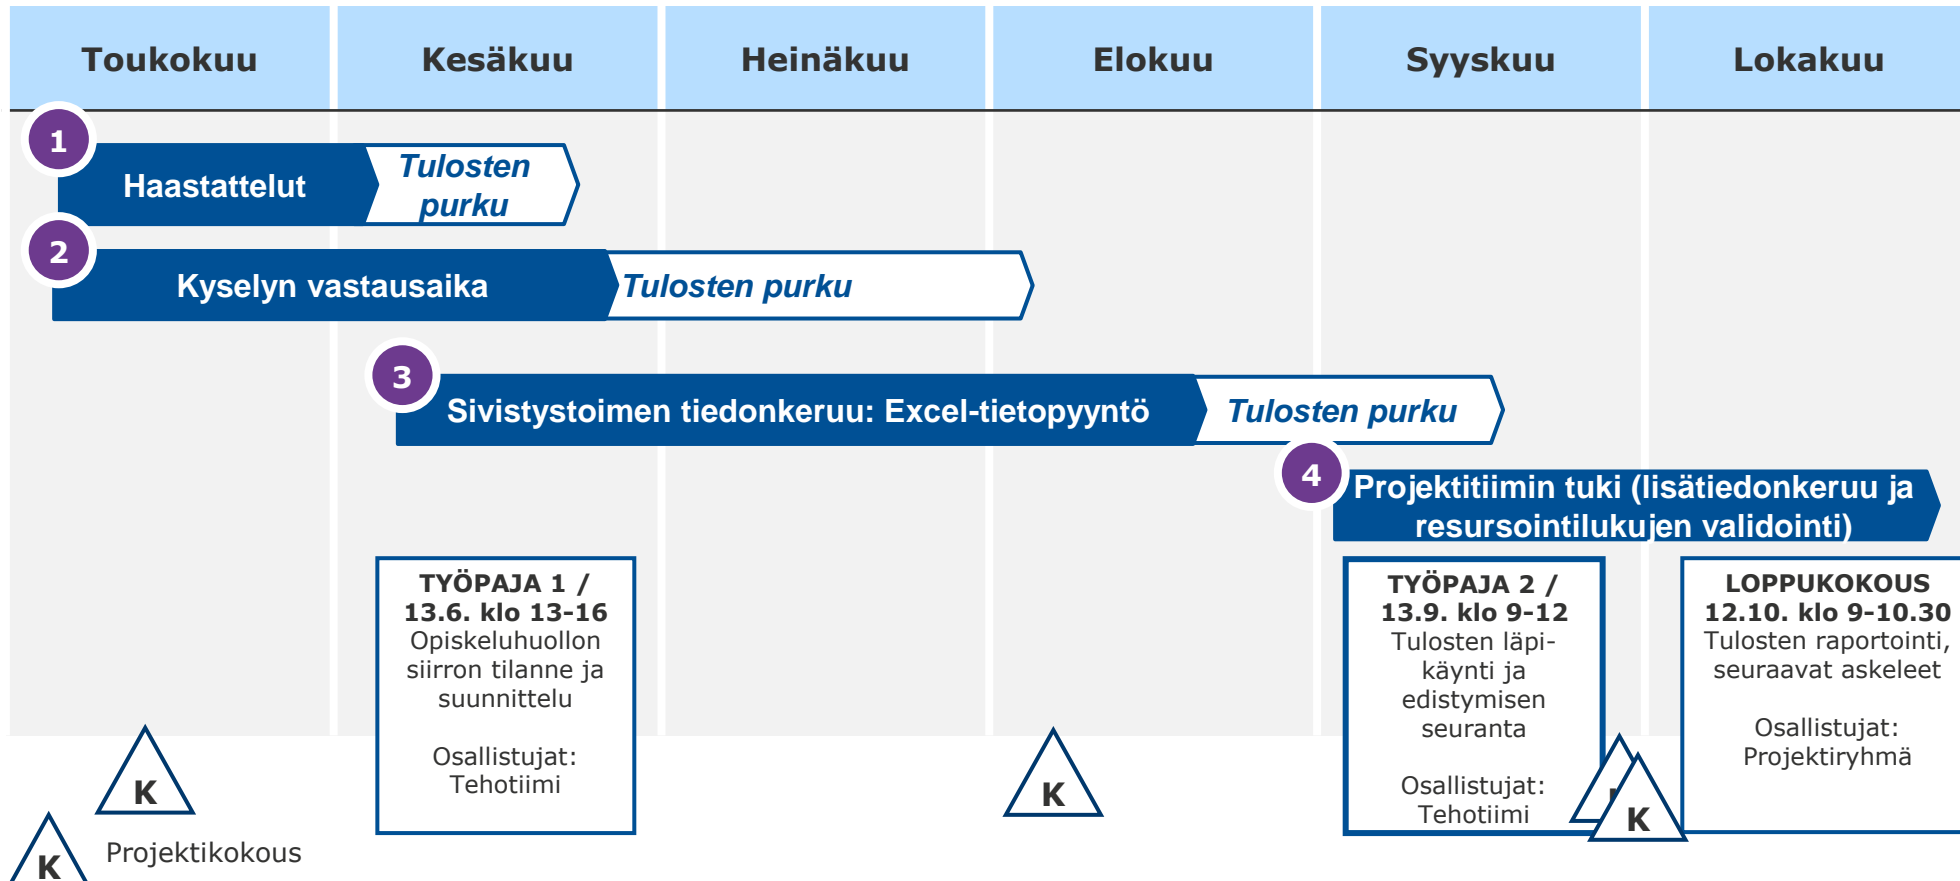 Toukokuu
Kesäkuu
Heinäkuu
Elokuu
Syyskuu
Lokakuu
1
Haastattelut
Tulosten
purku
2
Kyselyn vastausaika
Tulosten purku
3
Sivistystoimen tiedonkeruu: Excel-tietopyyntö
Tulosten purku
4
Projektitiimin tuki (lisätiedonkeruu ja
resursointilukujen validointi)
TYÖPAJA 1 /
13.6. klo 13-16
Opiskeluhuollon
siirron tilanne ja
suunnittelu
Osallistujat:
Tehotiimi
TYÖPAJA 2 /
13.9. klo 9-12
Tulosten läpi-
käynti ja
edistymisen
seuranta
Osallistujat:
Tehotiimi
LOPPUKOKOUS
12.10. klo 9-10.30
Tulosten raportointi,
seuraavat askeleet
Osallistujat:
Projektiryhmä
K
K
K
K
Projektikokous